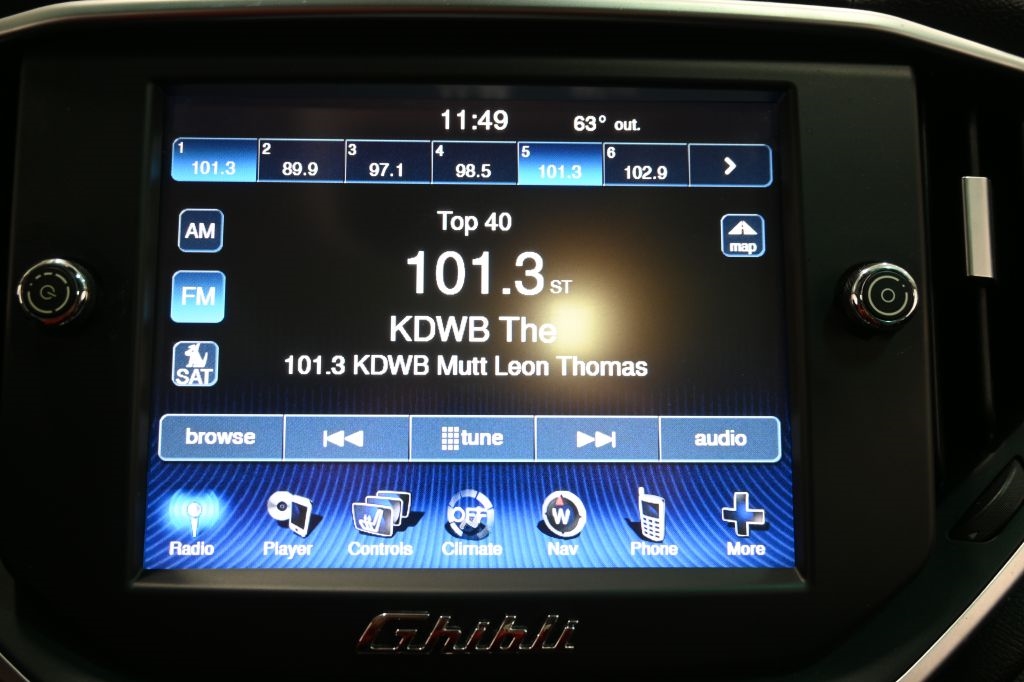 11:49 63° out.
1 101.3 2 89.9 3 97.1 4 98.5 5 101.3 6 102.9
Top 40
AM
map
101.3 ST
FM
KDWB The
101.3 KDWB Mutt Leon Thomas
SAT
browse tune audio
OFF W
Radio Player Controls Climate Nav Phone More
Ghibli